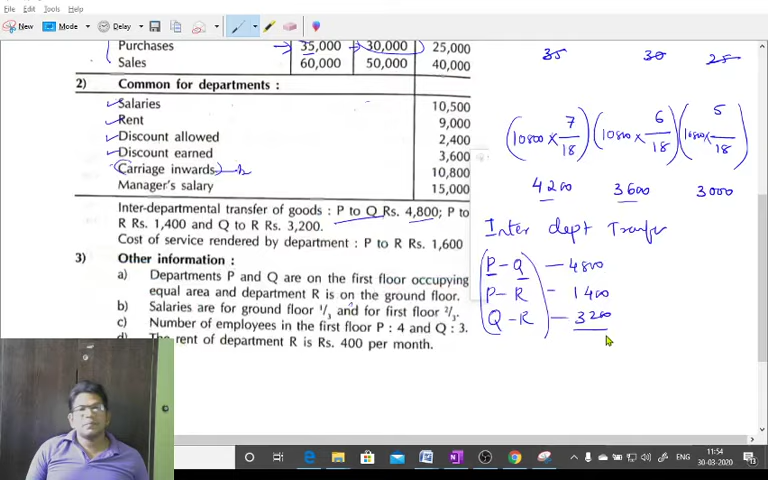 File Edit Tools Help
New Mode Delay
Purchases 35,000 30,000 25,000
Sales 60,000 50,000 40,000
2) Common for departments :
Salaries 10,500
Rent 9,000
Discount allowed 2,400
Discount earned 3,600
Carriage inwards 10,800
Manager's salary 15,000
Inter-departmental transfer of goods : P to Q Rs. 4,800; P to
R Rs. 1,400 and Q to R Rs. 3,200.
Cost of service rendered by department : P to R Rs. 1,600
3) Other information :
a) Departments P and Q are on the first floor occupying
equal area and department R is on the ground floor.
b) Salaries are for ground floor 1/3 and for first floor 2/3.
c) Number of employees in the first floor P : 4 and Q : 3.
The rent of department R is Rs. 400 per month.
35 30 25
(10800 × 7/18) (10800 × 6/18) (10800 × 5/18)
4200 3600 3000
Inter dept Transfer
P - Q — 4800
P - R - 1400
Q - R — 3200
ENG
11:54
30-03-2020